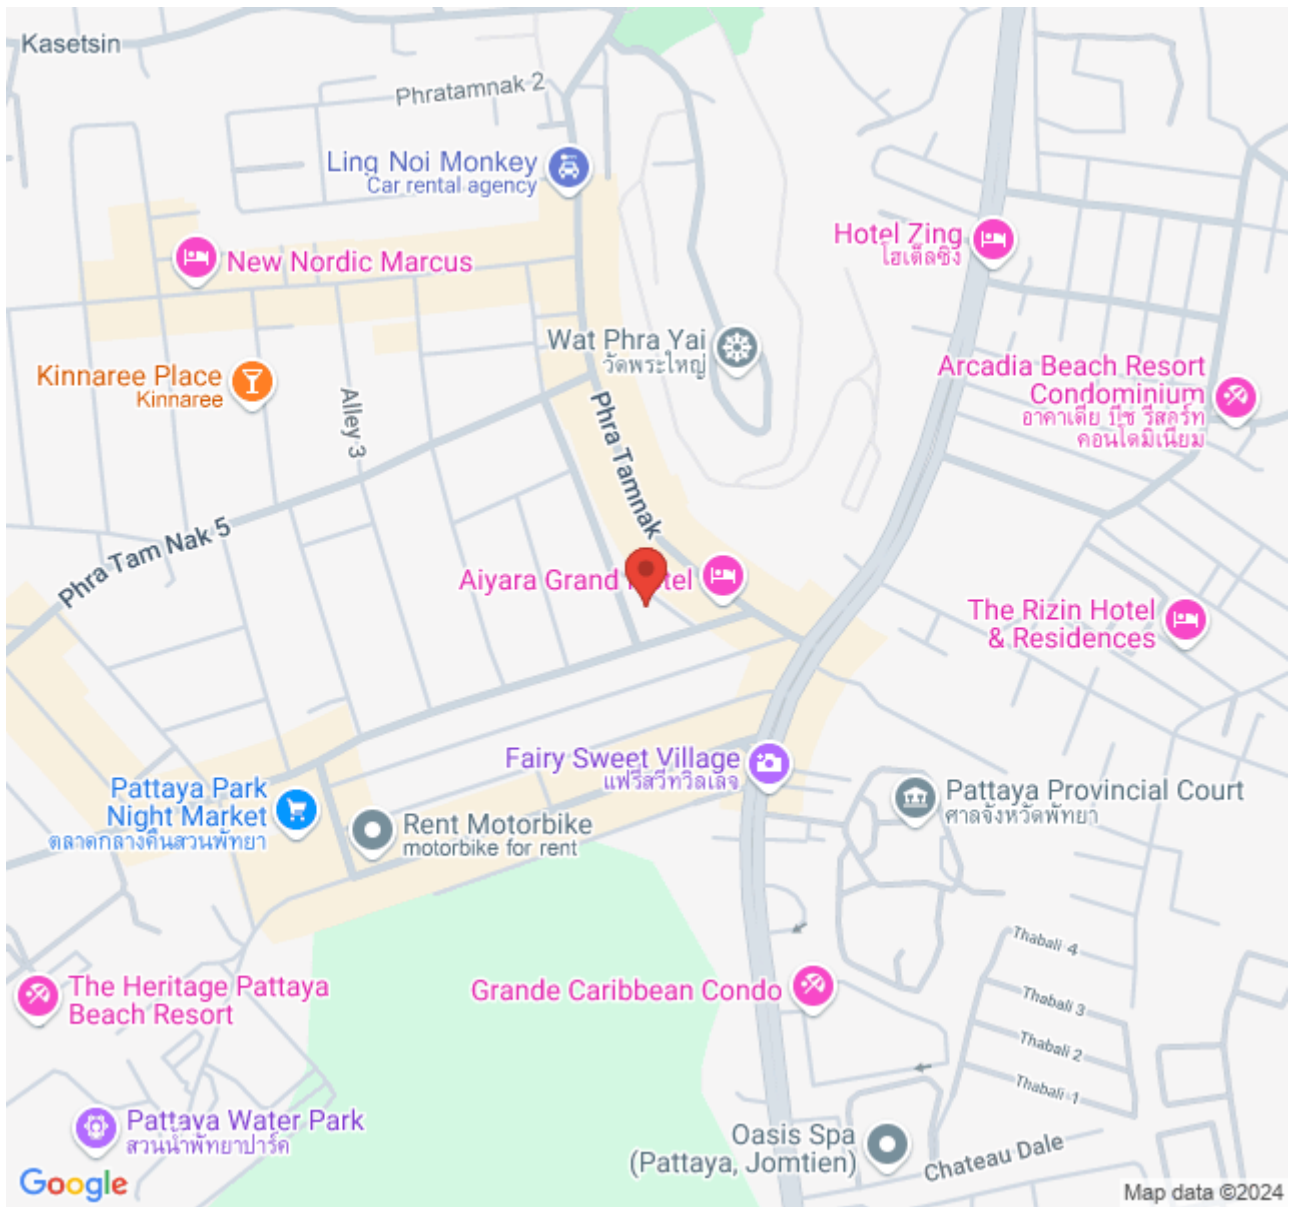 Kasetsin
Phratamnak 2
Ling Noi Monkey
Car rental agency
Hotel Zing
โฮเต็ลซิง
New Nordic Marcus
Wat Phra Yai
วัดพระใหญ่
Kinnaree Place
Kinnaree
Alley 3
Arcadia Beach Resort
Condominium
อาคาเดีย บีช รีสอร์ท
คอนโดมิเนียม
Phra Tamnak
Phra Tam Nak 5
Aiyara Grand
The Rizin Hotel
& Residences
Fairy Sweet Village
แฟรี่สวีทวิลเลจ
Pattaya Park
Night Market
ตลาดกลางคืนสวนพัทยา
Pattaya Provincial Court
ศาลจังหวัดพัทยา
Rent Motorbike
motorbike for rent
Thabali 4
The Heritage Pattaya
Beach Resort
Grande Caribbean Condo
Thabali 3
Thabali 2
Thabali 1
Pattaya Water Park
สวนน้ำพัทยาปาร์ค
Oasis Spa
(Pattaya, Jomtien)
Chateau Dale
Google
Map data ©2024